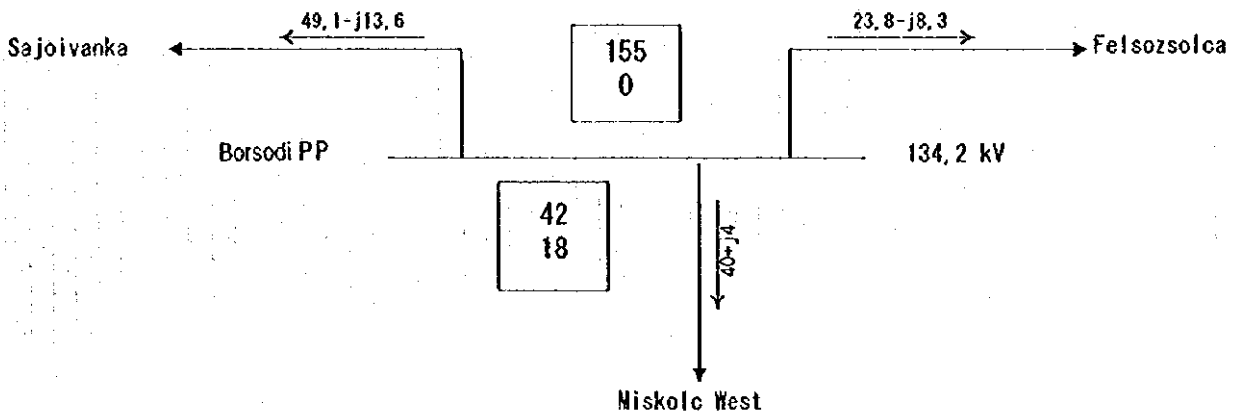 49,1-j13,6
23,8-j8,3
Sajoivanka
Felsozsolca
155
0
Borsodi PP
134,2 kV
42
18
40+j4
Miskolc West